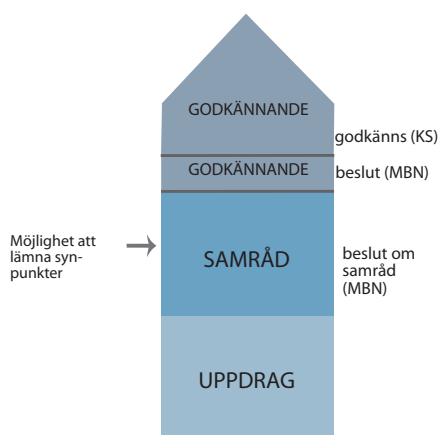 GODKÄNNANDE
godkänns (KS)
GODKÄNNANDE
beslut (MBN)
Möjlighet att
lämna syn-
punkter
SAMRÅD
beslut om
samråd
(MBN)
UPPDRAG